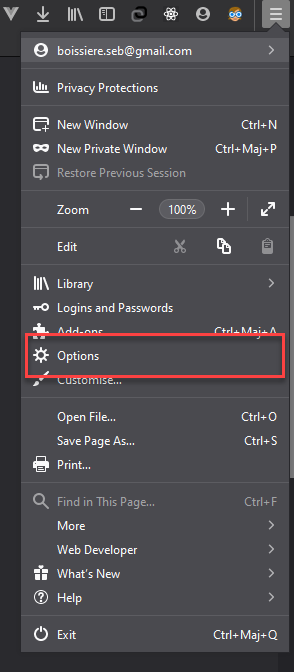 boissiere.seb@gmail.com
Privacy Protections
New Window Ctrl+N
New Private Window Ctrl+Maj+P
Restore Previous Session
Zoom 100%
Edit
Library
Logins and Passwords
Add-ons Ctrl+Maj+A
Options
Customise...
Open File... Ctrl+O
Save Page As... Ctrl+S
Print...
Find in This Page... Ctrl+F
More
Web Developer
What's New
Help
Exit Ctrl+Maj+Q